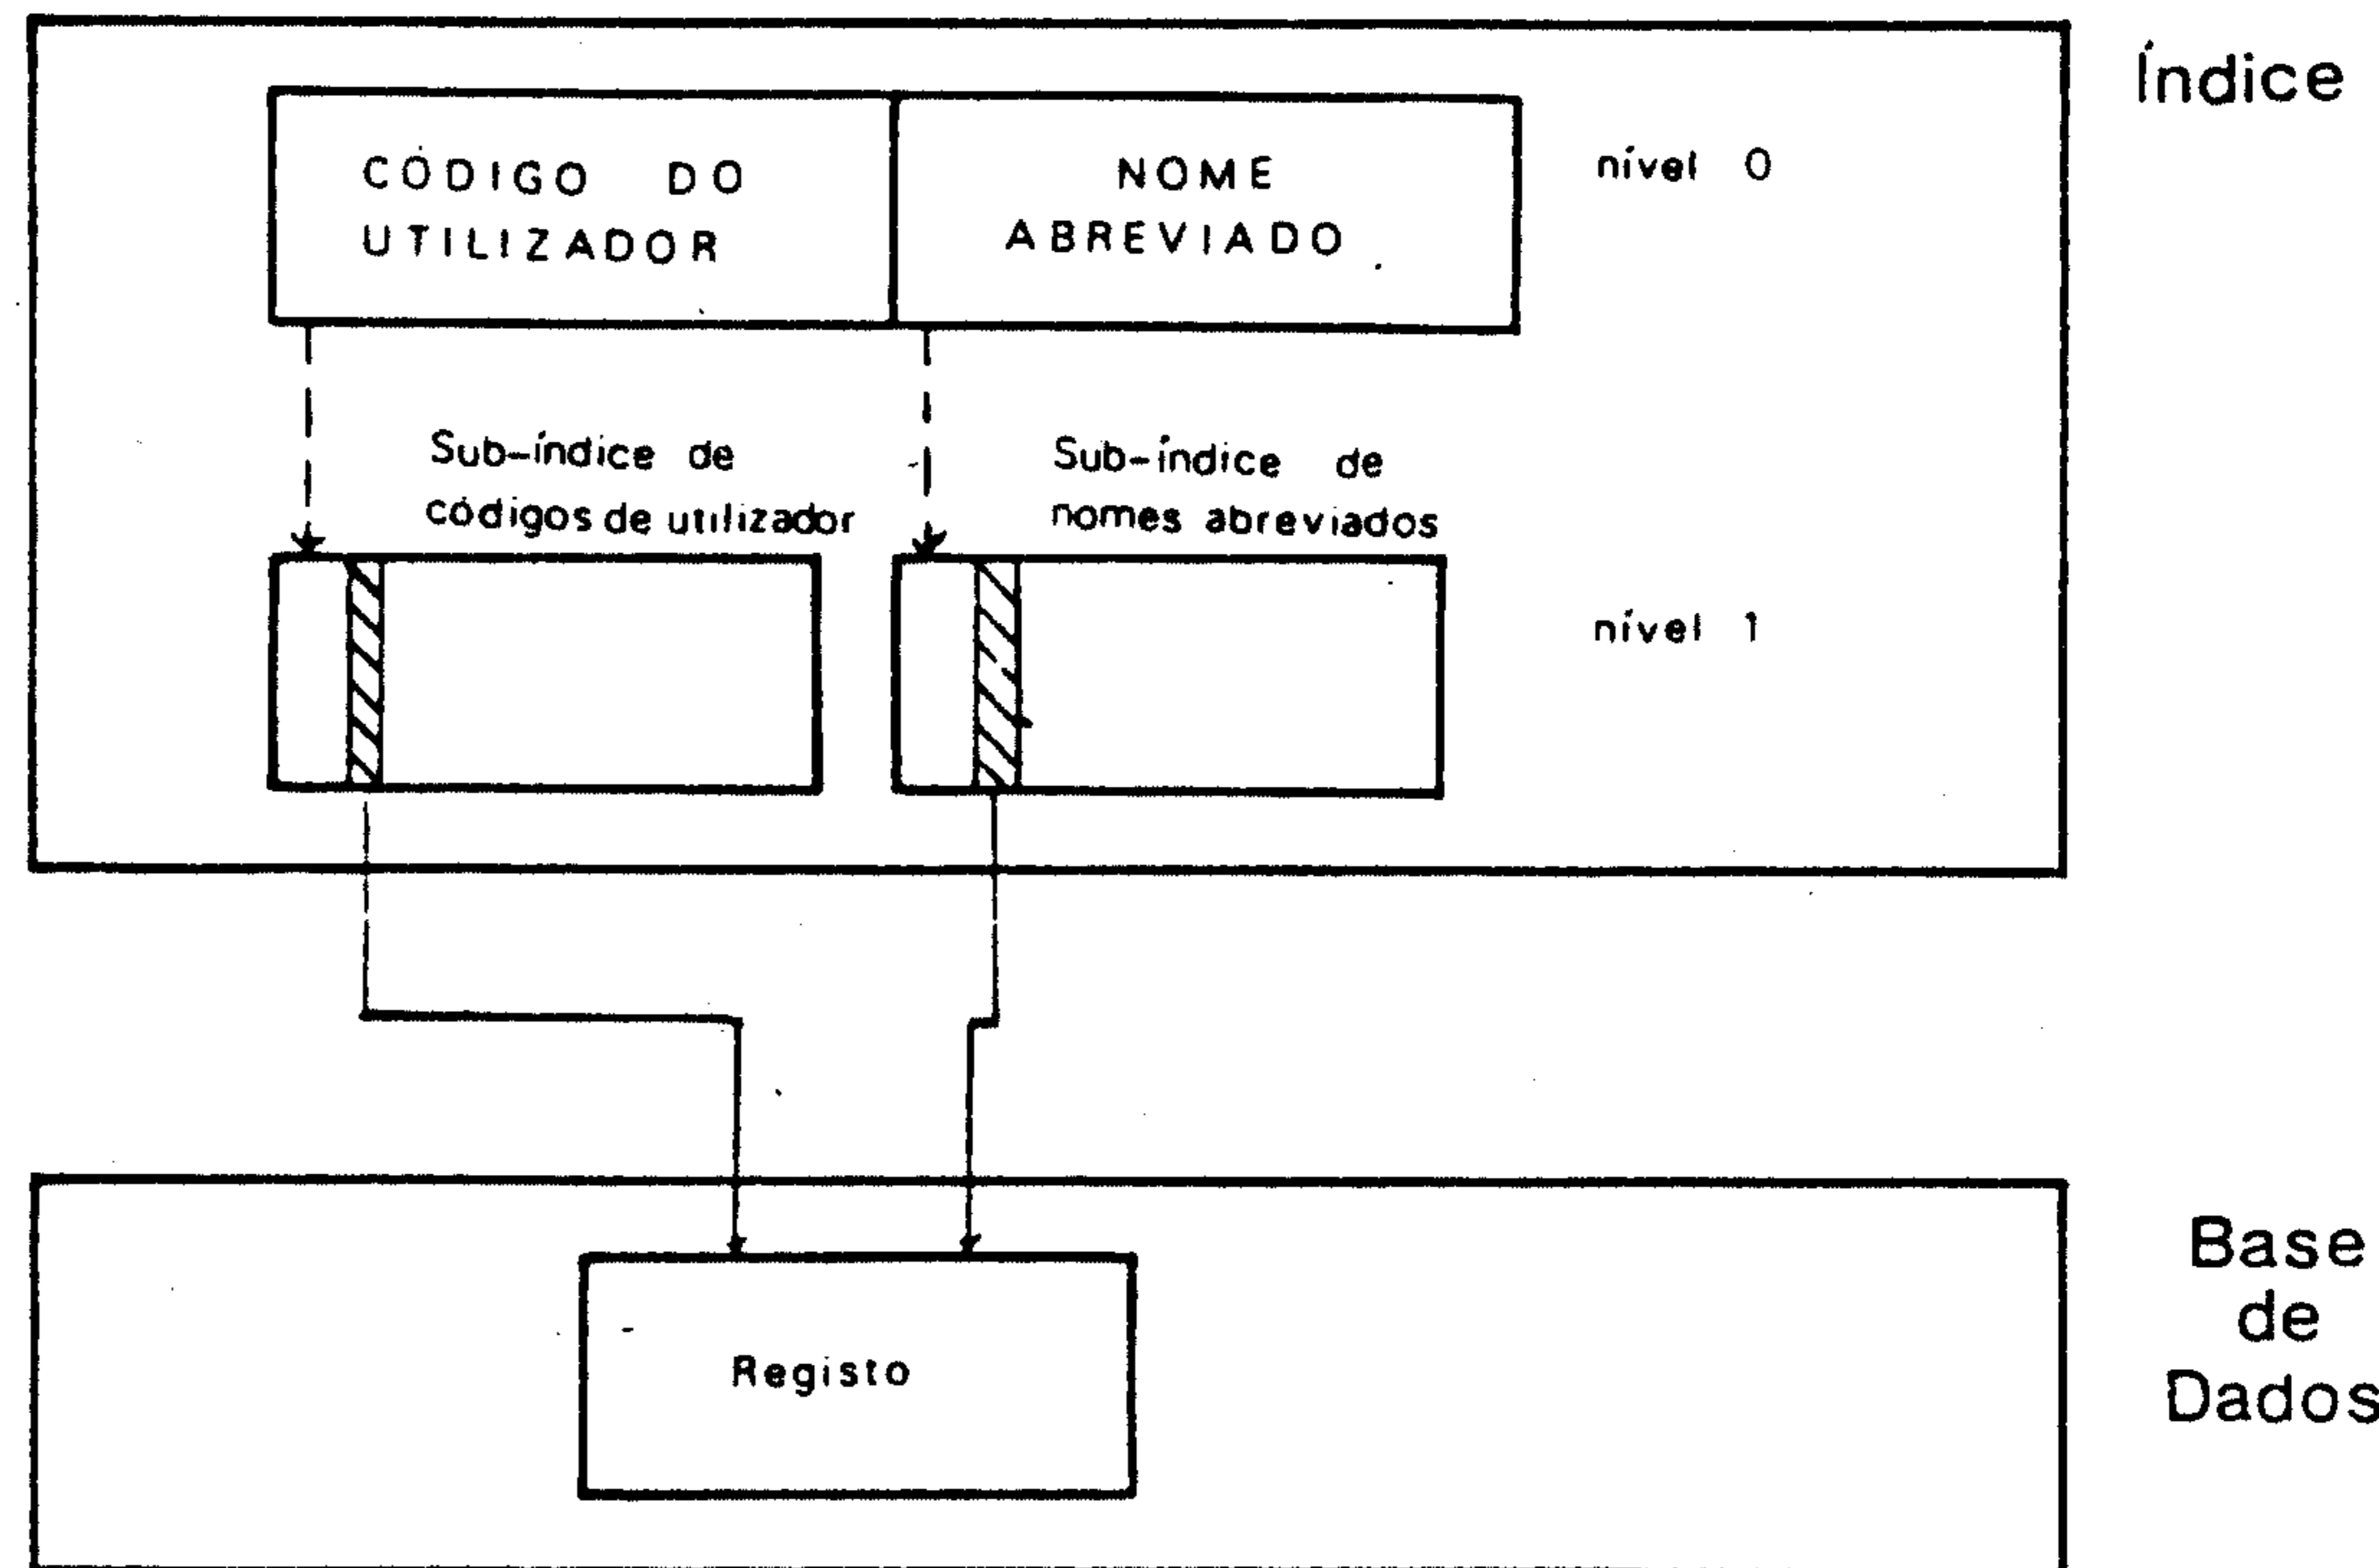 Índice
CÓDIGO DO
UTILIZADOR
NOME
ABREVIADO
nível 0
Sub-índice de
códigos de utilizador
Sub-índice de
nomes abreviados
nível 1
Registo
Base
de
Dados